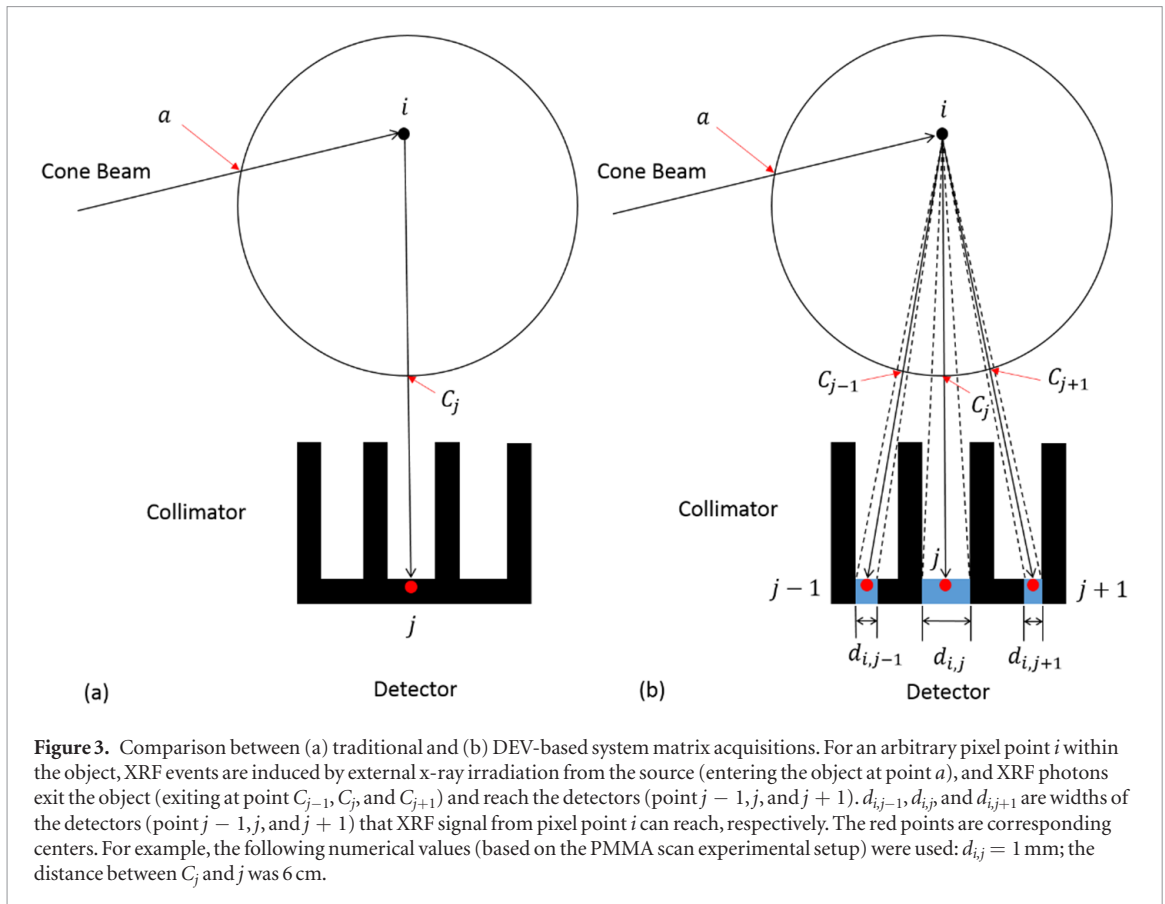 i
a
Cone Beam
C_j
Collimator
j
(a)
Detector
i
a
Cone Beam
C_{j−1}
C_j
C_{j+1}
Collimator
j
j − 1
j + 1
d_{i,j−1}
d_{i,j}
d_{i,j+1}
(b)
Detector
Figure 3. Comparison between (a) traditional and (b) DEV-based system matrix acquisitions. For an arbitrary pixel point i within
the object, XRF events are induced by external x-ray irradiation from the source (entering the object at point a), and XRF photons
exit the object (exiting at point C_{j−1}, C_j, and C_{j+1}) and reach the detectors (point j − 1, j, and j + 1). d_{i,j−1}, d_{i,j}, and d_{i,j+1} are widths of
the detectors (point j − 1, j, and j + 1) that XRF signal from pixel point i can reach, respectively. The red points are corresponding
centers. For example, the following numerical values (based on the PMMA scan experimental setup) were used: d_{i,j} = 1 mm; the
distance between C_j and j was 6 cm.